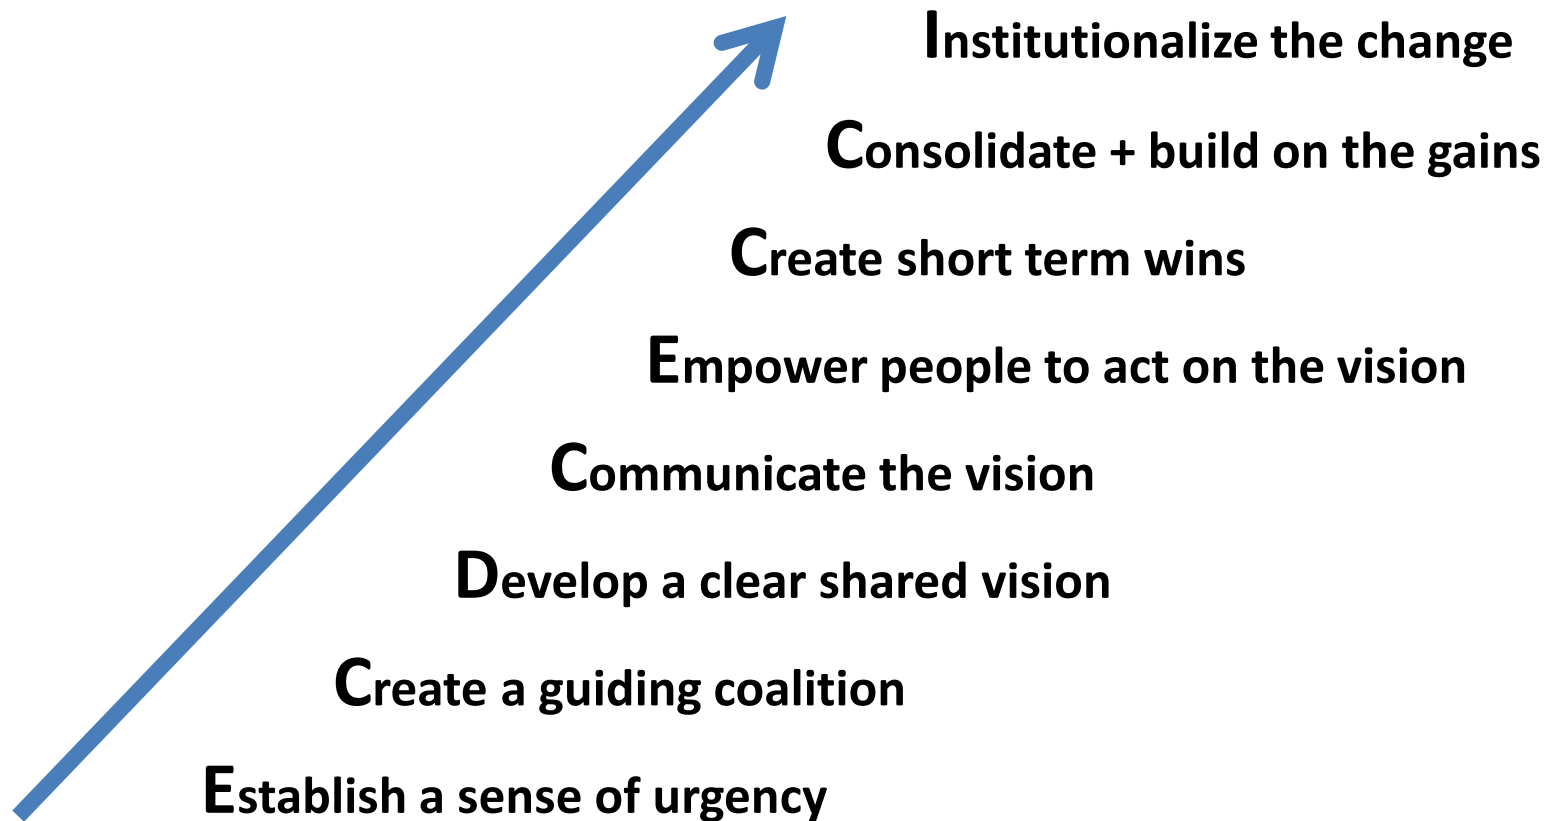 Institutionalize the change
Consolidate + build on the gains
Create short term wins
Empower people to act on the vision
Communicate the vision
Develop a clear shared vision
Create a guiding coalition
Establish a sense of urgency